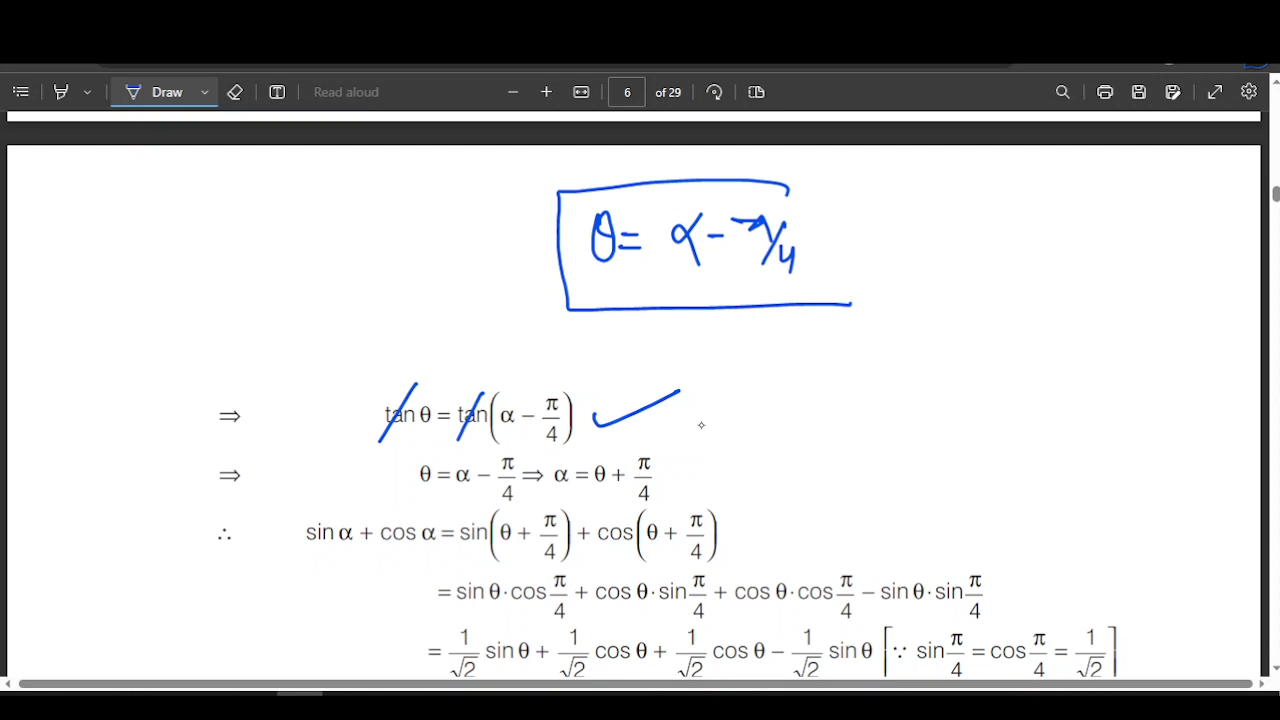 Draw
Read aloud
6 of 29
θ = α - π/4
⇒ tan θ = tan(α − π/4)
⇒ θ = α − π/4 ⇒ α = θ + π/4
∴ sin α + cos α = sin(θ + π/4) + cos(θ + π/4)
= sin θ · cos π/4 + cos θ · sin π/4 + cos θ · cos π/4 − sin θ · sin π/4
= 1/√2 sin θ + 1/√2 cos θ + 1/√2 cos θ − 1/√2 sin θ [∵ sin π/4 = cos π/4 = 1/√2]